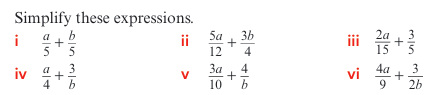 Simplify these expressions.
i a/5 + b/5 ii 5a/12 + 3b/4 iii 2a/15 + 3/5
iv a/4 + 3/b v 3a/10 + 4/b vi 4a/9 + 3/2b